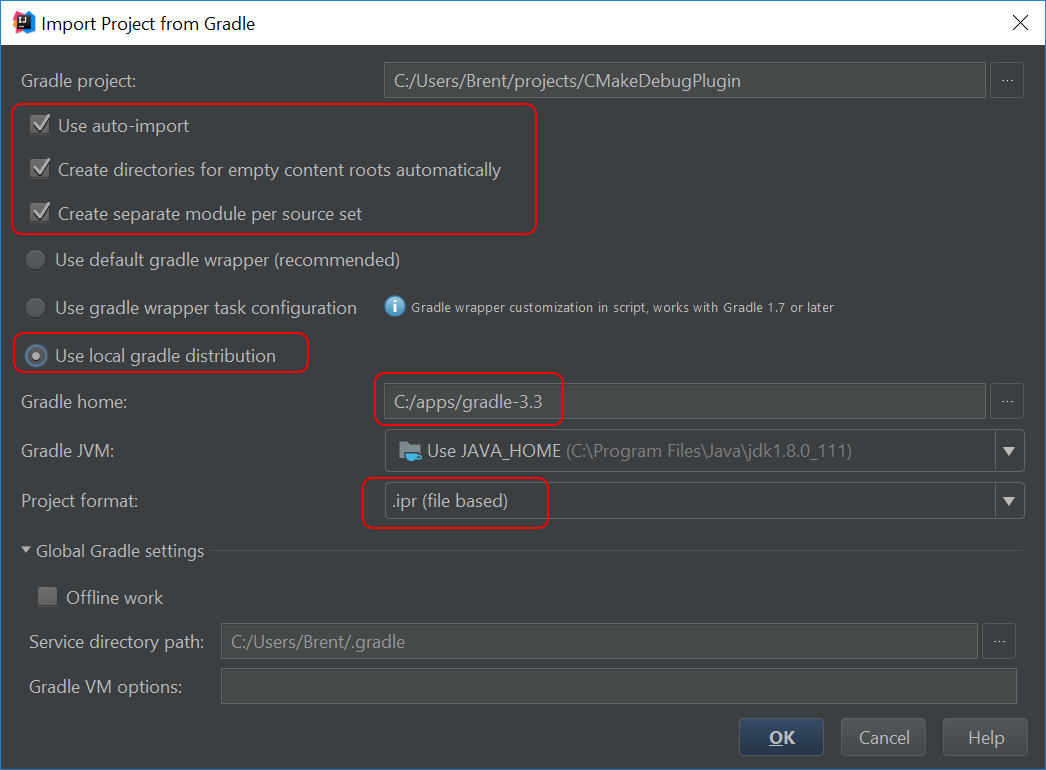 Import Project from Gradle
Gradle project: C:/Users/Brent/projects/CMakeDebugPlugin ...
Use auto-import
Create directories for empty content roots automatically
Create separate module per source set
Use default gradle wrapper (recommended)
Use gradle wrapper task configuration Gradle wrapper customization in script, works with Gradle 1.7 or later
Use local gradle distribution
Gradle home: C:/apps/gradle-3.3 ...
Gradle JVM: Use JAVA_HOME (C:\Program Files\Java\jdk1.8.0_111)
Project format: .ipr (file based)
Global Gradle settings
Offline work
Service directory path: C:/Users/Brent/.gradle ...
Gradle VM options:
OK Cancel Help